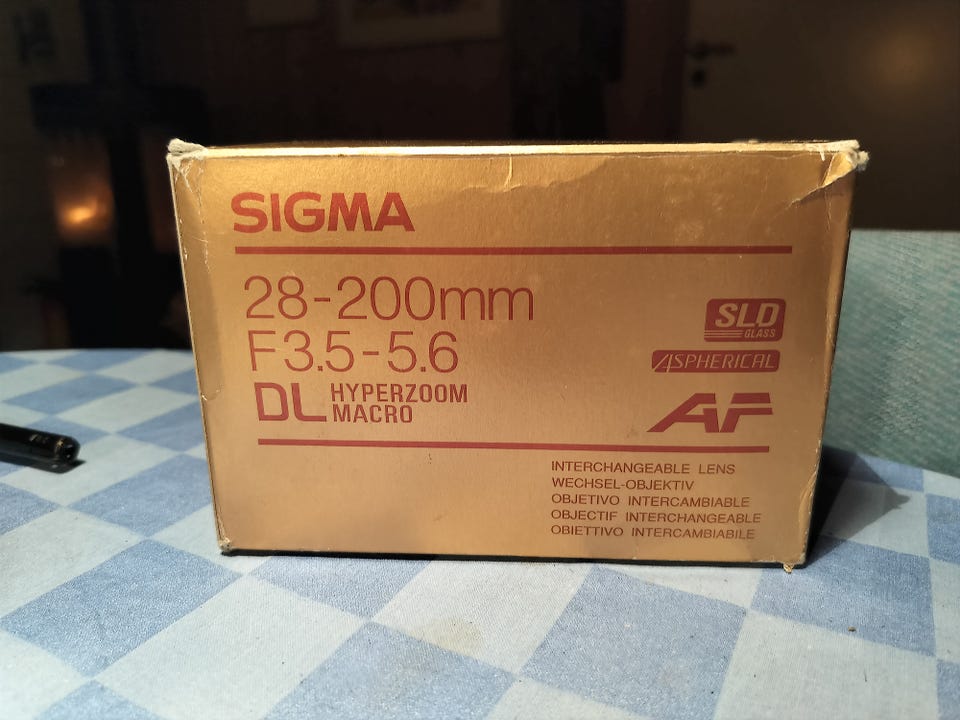 SIGMA
28-200mm
F3.5-5.6
DL HYPERZOOM
MACRO
SLD
GLASS
ASPHERICAL
AF
INTERCHANGEABLE LENS
WECHSEL-OBJEKTIV
OBJETIVO INTERCAMBIABLE
OBJECTIF INTERCHANGEABLE
OBIETTIVO INTERCAMBIABILE